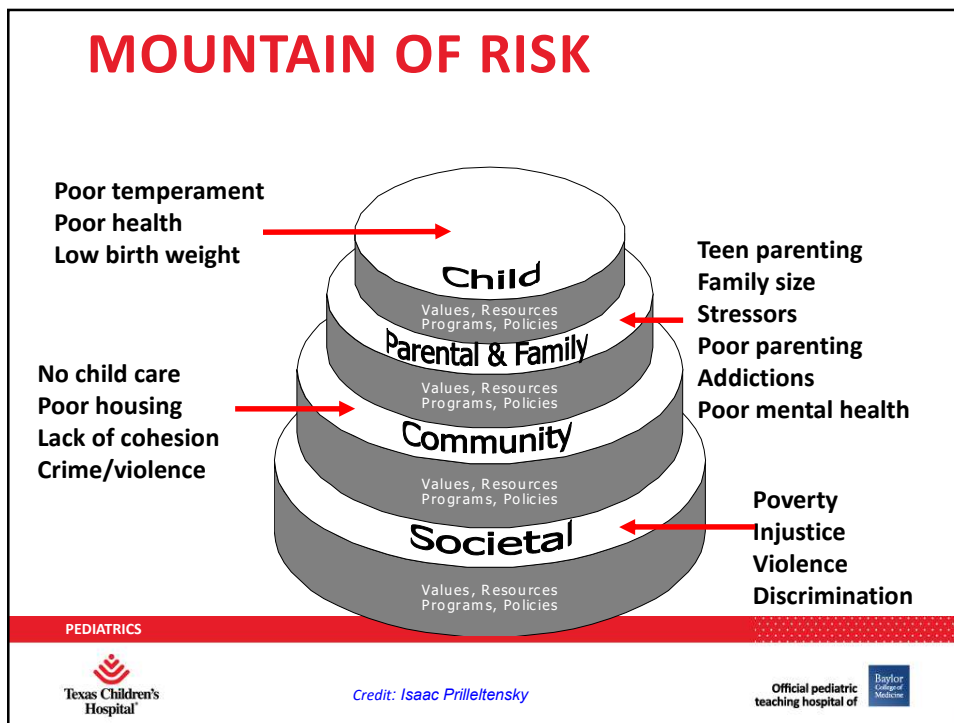 MOUNTAIN OF RISK
Poor temperament
Poor health
Low birth weight
Child
Values, Resources
Programs, Policies
Teen parenting
Family size
Stressors
Poor parenting
Addictions
Poor mental health
Parental & Family
Values, Resources
Programs, Policies
No child care
Poor housing
Lack of cohesion
Crime/violence
Community
Values, Resources
Programs, Policies
Poverty
Injustice
Violence
Discrimination
Societal
Values, Resources
Programs, Policies
PEDIATRICS
Texas Children's
Hospital®
Credit: Isaac Prilleltensky
Official pediatric
teaching hospital of
Baylor
College of
Medicine